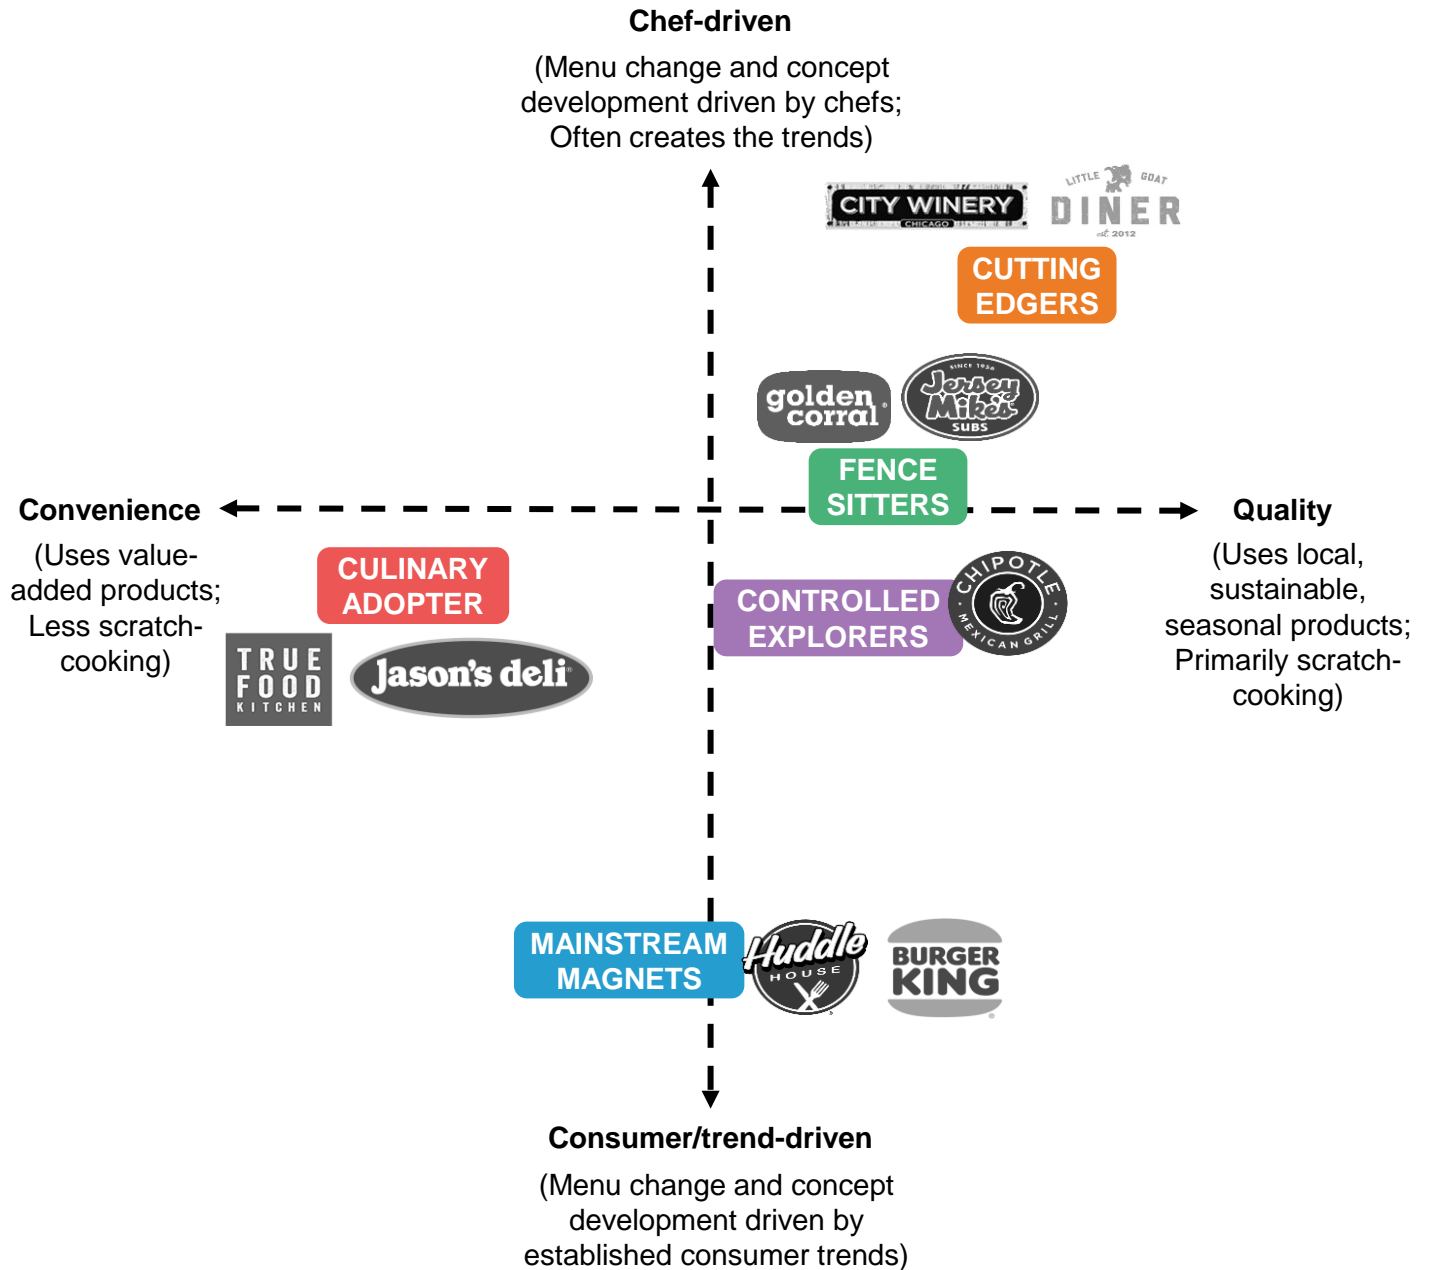 Chef-driven
(Menu change and concept
development driven by chefs;
Often creates the trends)
CITY WINERY
CHICAGO
LITTLE GOAT
DINER
est. 2012
CUTTING
EDGERS
golden
corral®
SINCE 1956
Jersey
Mike's
SUBS
FENCE
SITTERS
Convenience
(Uses value-
added products;
Less scratch-
cooking)
Quality
(Uses local,
sustainable,
seasonal products;
Primarily scratch-
cooking)
CULINARY
ADOPTER
TRUE
FOOD
KITCHEN
Jason's deli®
CONTROLLED
EXPLORERS
CHIPOTLE
MEXICAN GRILL
MAINSTREAM
MAGNETS
Huddle
HOUSE
BURGER
KING®
Consumer/trend-driven
(Menu change and concept
development driven by
established consumer trends)